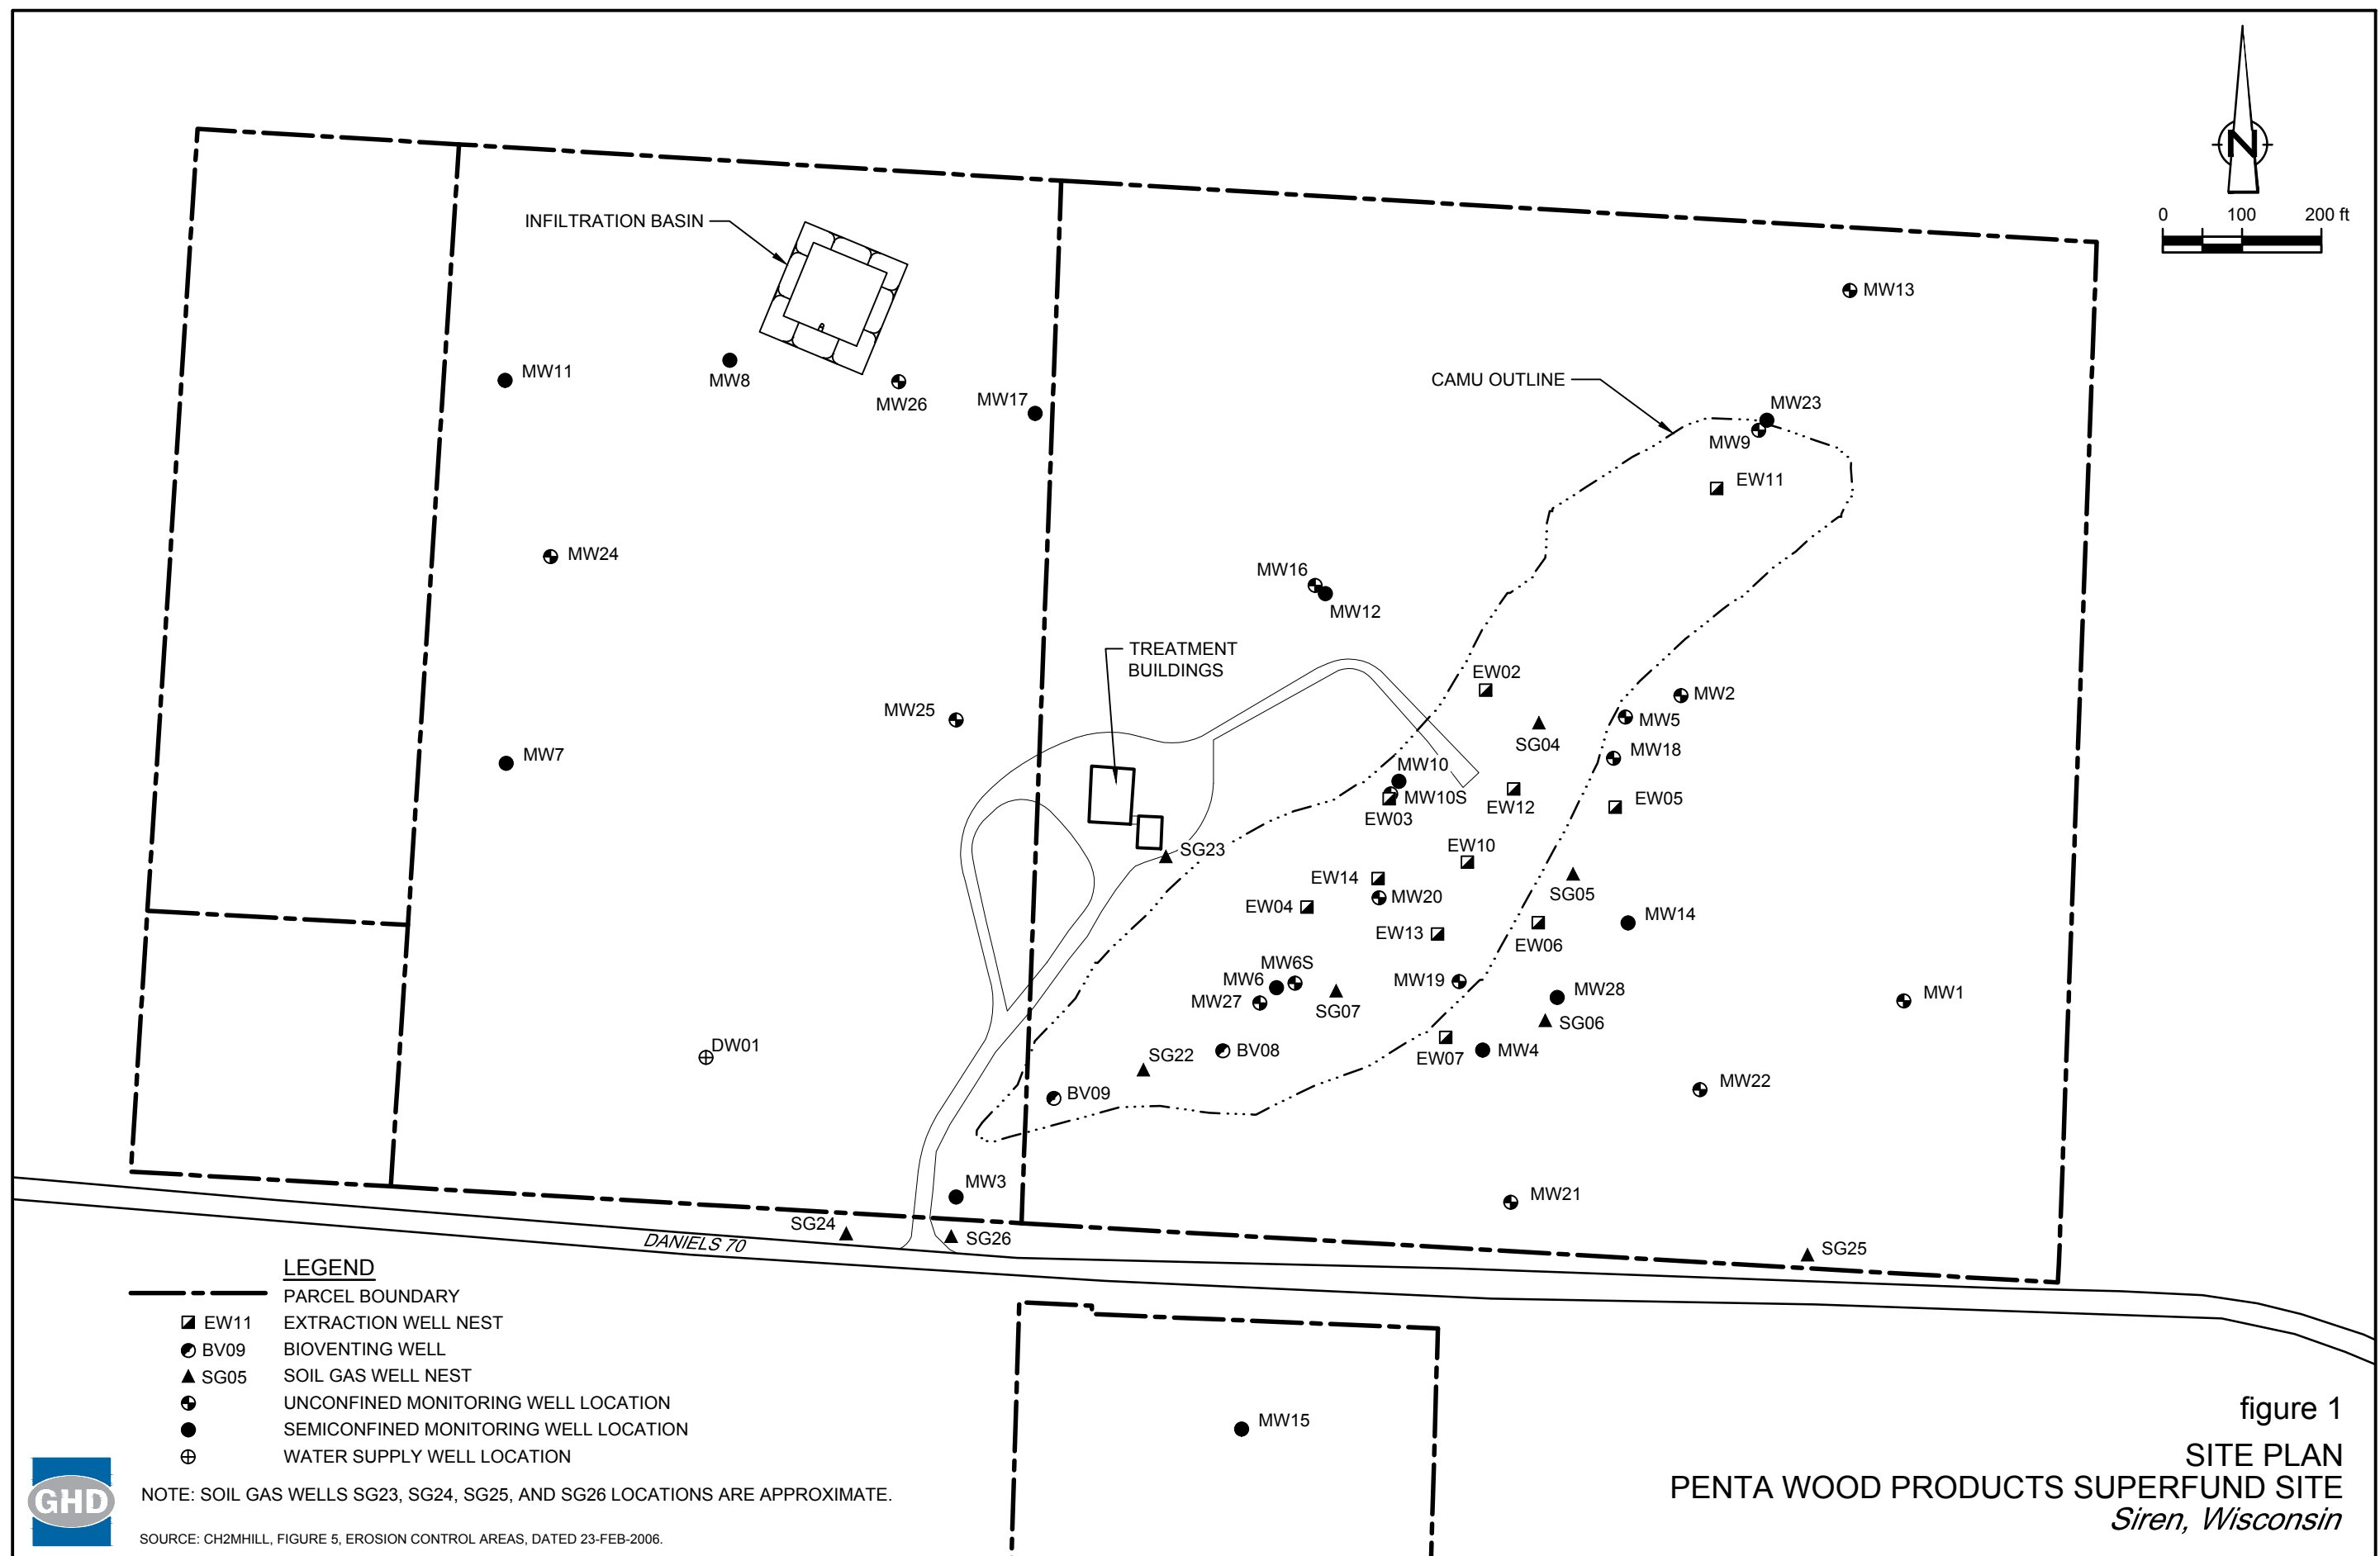 N
0 100 200 ft
INFILTRATION BASIN
MW13
MW11
MW8
MW26
MW17
CAMU OUTLINE
MW23
MW9
EW11
MW24
MW16
MW12
TREATMENT
BUILDINGS
EW02
MW2
MW25
MW5
SG04
MW18
MW7
MW10
MW10S
EW12
EW05
EW03
SG23
EW10
EW14
SG05
MW20
EW04
MW14
EW13
EW06
MW6S
MW6
MW19
MW27
SG07
MW28
MW1
SG06
DW01
SG22
BV08
EW07
MW4
MW22
BV09
MW3
MW21
SG24
SG26
SG25
DANIELS 70
LEGEND
PARCEL BOUNDARY
EW11 EXTRACTION WELL NEST
BV09 BIOVENTING WELL
SG05 SOIL GAS WELL NEST
UNCONFINED MONITORING WELL LOCATION
SEMICONFINED MONITORING WELL LOCATION
WATER SUPPLY WELL LOCATION
MW15
GHD
NOTE: SOIL GAS WELLS SG23, SG24, SG25, AND SG26 LOCATIONS ARE APPROXIMATE.
SOURCE: CH2MHILL, FIGURE 5, EROSION CONTROL AREAS, DATED 23-FEB-2006.
figure 1
SITE PLAN
PENTA WOOD PRODUCTS SUPERFUND SITE
Siren, Wisconsin